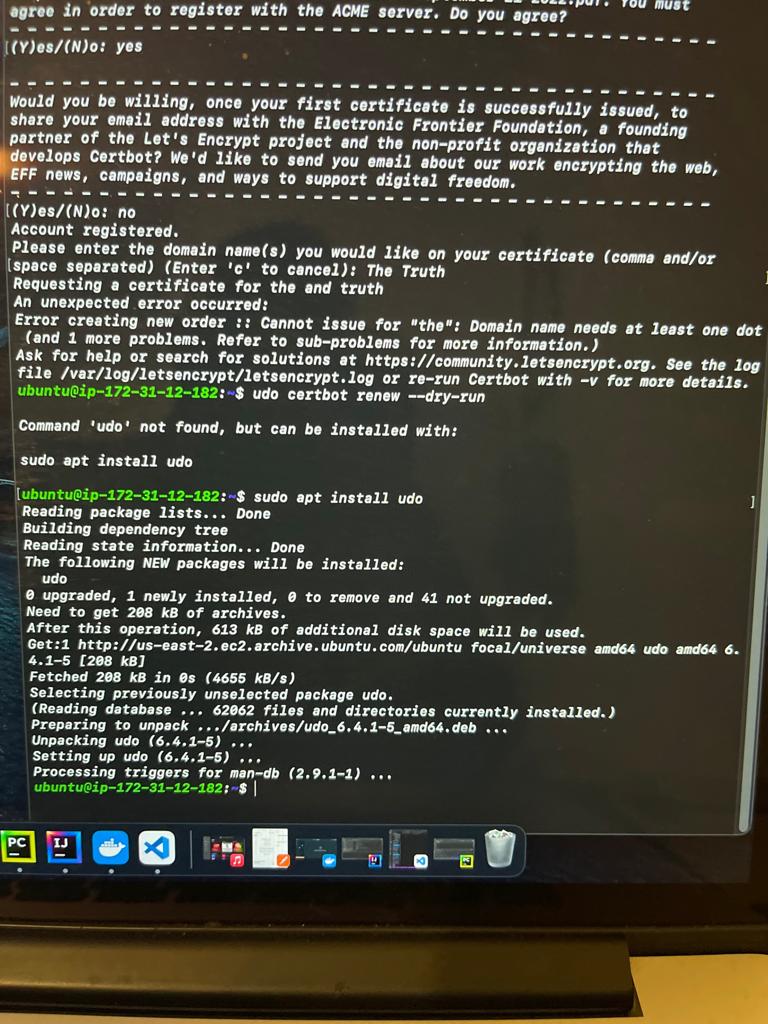 agree in order to register with the ACME server. Do you agree?
- - - - - - - - - - - - - - - - - - - - - - - - - - - - - - - - - - - - - - - -
[(Y)es/(N)o: yes
- - - - - - - - - - - - - - - - - - - - - - - - - - - - - - - - - - - - - - - -
Would you be willing, once your first certificate is successfully issued, to
share your email address with the Electronic Frontier Foundation, a founding
partner of the Let's Encrypt project and the non-profit organization that
develops Certbot? We'd like to send you email about our work encrypting the web,
EFF news, campaigns, and ways to support digital freedom.
- - - - - - - - - - - - - - - - - - - - - - - - - - - - - - - - - - - - - - - -
[(Y)es/(N)o: no
Account registered.
Please enter the domain name(s) you would like on your certificate (comma and/or
[space separated) (Enter 'c' to cancel): The Truth
Requesting a certificate for the and truth
An unexpected error occurred:
Error creating new order :: Cannot issue for "the": Domain name needs at least one dot
(and 1 more problems. Refer to sub-problems for more information.)
Ask for help or search for solutions at https://community.letsencrypt.org. See the log
file /var/log/letsencrypt/letsencrypt.log or re-run Certbot with -v for more details.
ubuntu@ip-172-31-12-182:~$ udo certbot renew --dry-run
Command 'udo' not found, but can be installed with:
sudo apt install udo
[ubuntu@ip-172-31-12-182:~$ sudo apt install udo ]
Reading package lists... Done
Building dependency tree
Reading state information... Done
The following NEW packages will be installed:
udo
0 upgraded, 1 newly installed, 0 to remove and 41 not upgraded.
Need to get 208 kB of archives.
After this operation, 613 kB of additional disk space will be used.
Get:1 http://us-east-2.ec2.archive.ubuntu.com/ubuntu focal/universe amd64 udo amd64 6.
4.1-5 [208 kB]
Fetched 208 kB in 0s (4655 kB/s)
Selecting previously unselected package udo.
(Reading database ... 62062 files and directories currently installed.)
Preparing to unpack .../archives/udo_6.4.1-5_amd64.deb ...
Unpacking udo (6.4.1-5) ...
Setting up udo (6.4.1-5) ...
Processing triggers for man-db (2.9.1-1) ...
ubuntu@ip-172-31-12-182:~$
PC
IJ